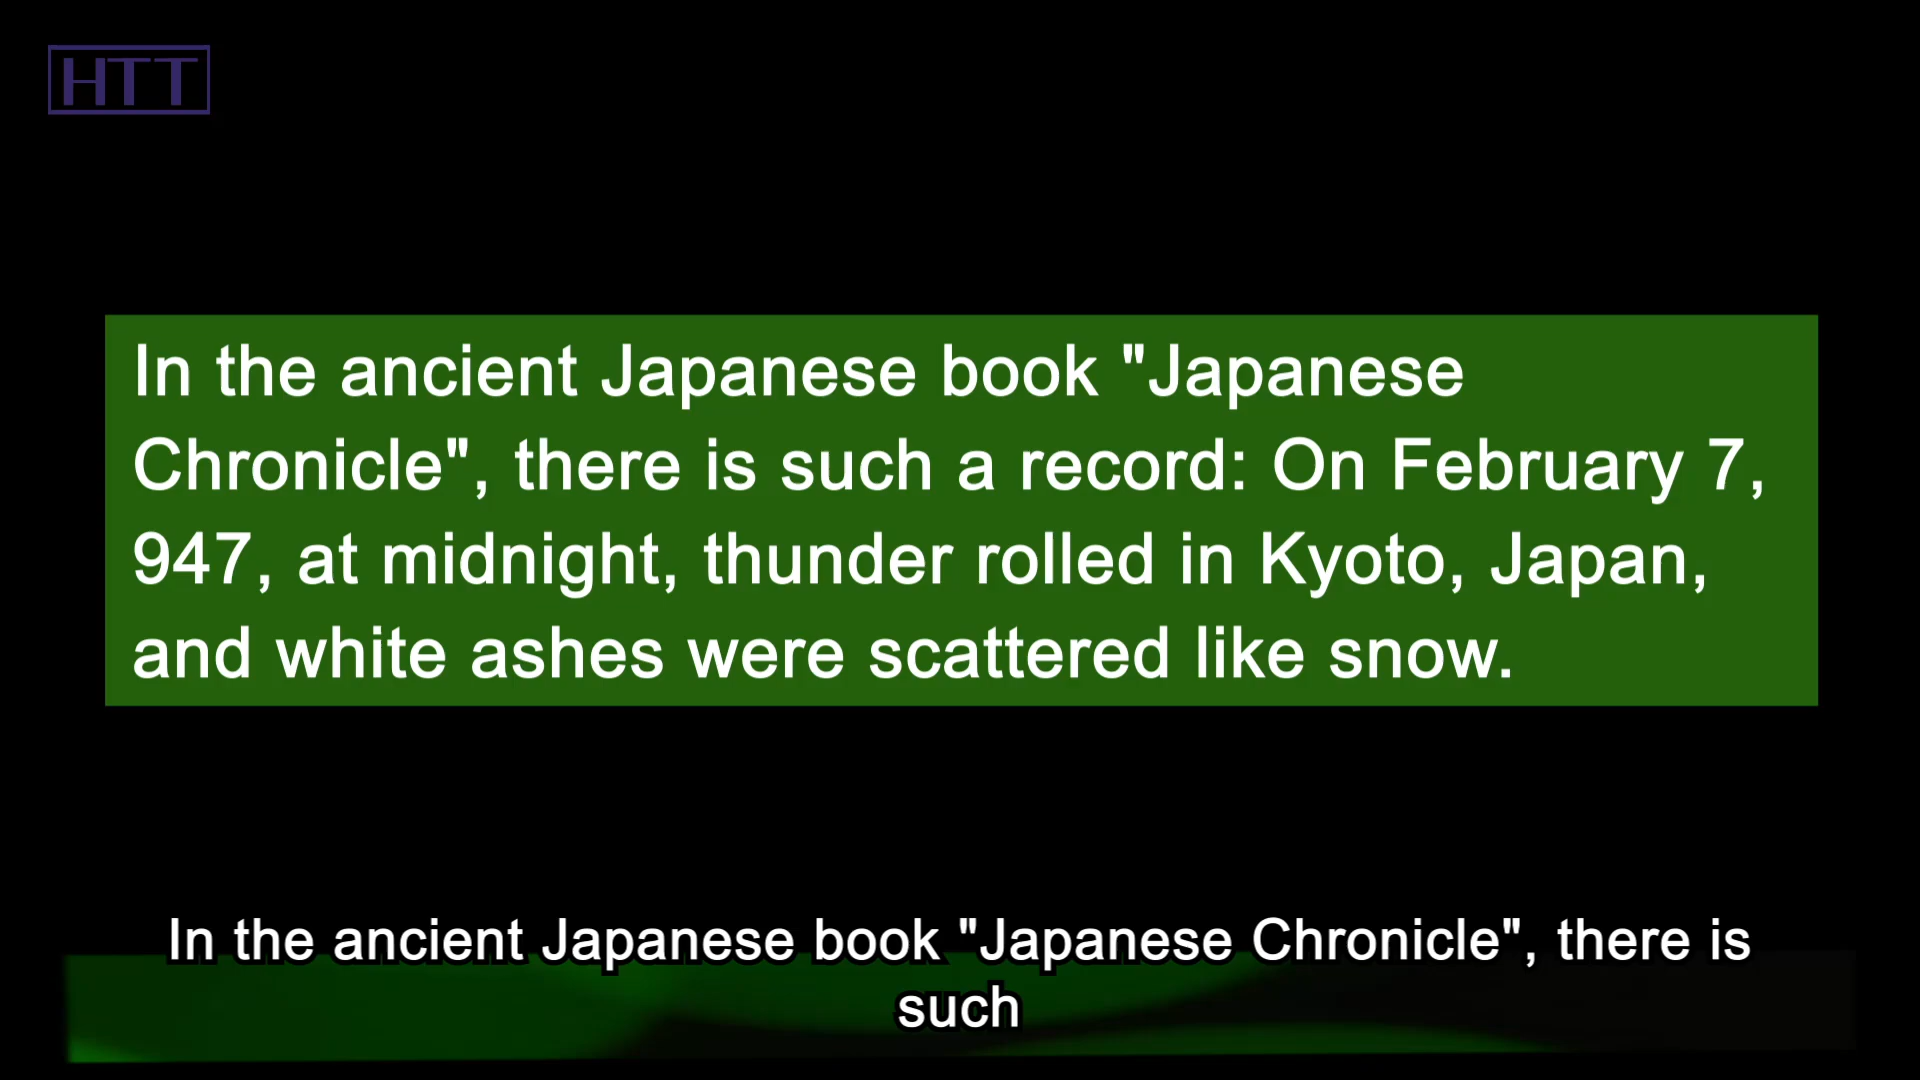 HTT
In the ancient Japanese book "Japanese
Chronicle", there is such a record: On February 7,
947, at midnight, thunder rolled in Kyoto, Japan,
and white ashes were scattered like snow.
In the ancient Japanese book "Japanese Chronicle", there is
such